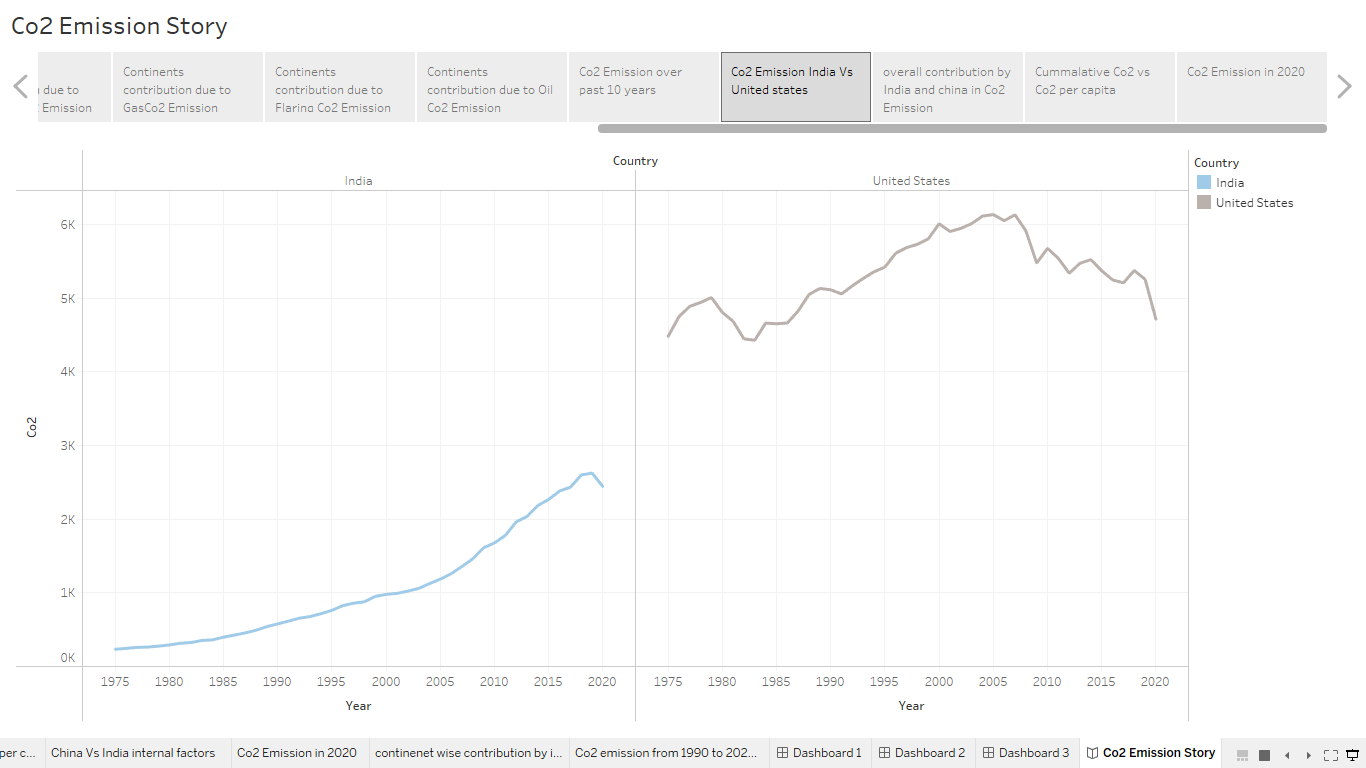 Co2 Emission Story
due to
Emission
Continents
contribution due to
GasCo2 Emission
Continents
contribution due to
Flaring Co2 Emission
Continents
contribution due to Oil
Co2 Emission
Co2 Emission over
past 10 years
Co2 Emission India Vs
United states
overall contribution by
India and china in Co2
Emission
Cummalative Co2 vs
Co2 per capita
Co2 Emission in 2020
Country
India
United States
Country
India
United States
6K
5K
4K
3K
2K
1K
0K
Co2
1975 1980 1985 1990 1995 2000 2005 2010 2015 2020
1975 1980 1985 1990 1995 2000 2005 2010 2015 2020
Year
Year
per c...
China Vs India internal factors
Co2 Emission in 2020
continenet wise contribution by i...
Co2 emission from 1990 to 202...
Dashboard 1
Dashboard 2
Dashboard 3
Co2 Emission Story